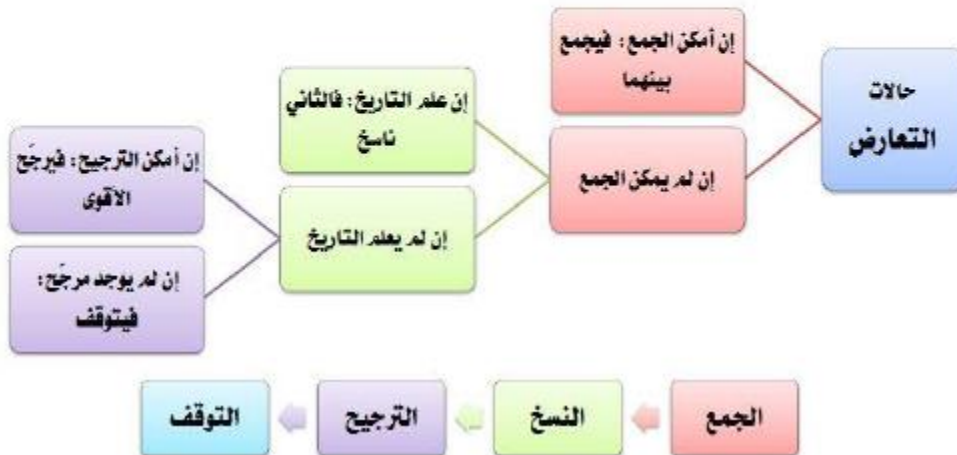 حالات
التعارض
إن أمكن الجمع: فيجمع
بينهما
إن لم يمكن الجمع
إن علم التاريخ: فالثاني
ناسخ
إن لم يعلم التاريخ
إن أمكن الترجيح: فيرجّح
الأقوى
إن لم يوجد مرجّح:
فيتوقف
الجمع
النسخ
الترجيح
التوقف